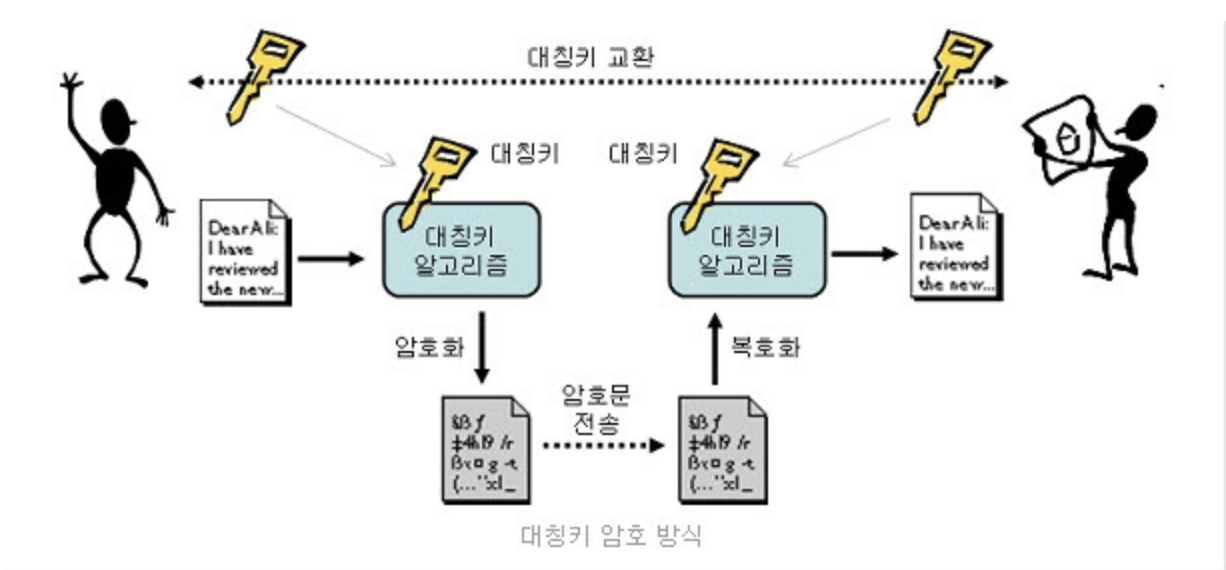 대칭키 교환
대칭키
대칭키
Dear Ali:
I have
reviewed
the new...
대칭키
알고리즘
대칭키
알고리즘
Dear Ali:
I have
reviewed
the new...
암호화
복호화
암호문
전송
대칭키 암호 방식